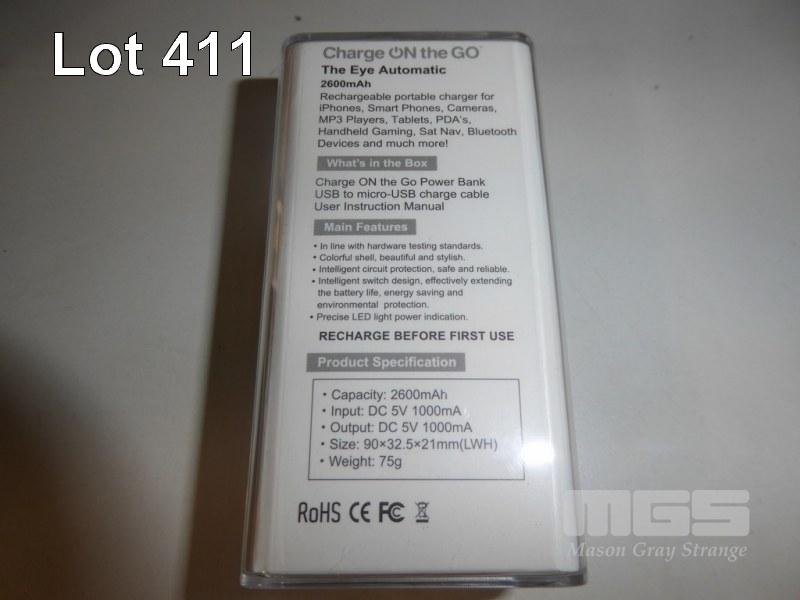 Lot 411
Charge ON the GO™
The Eye Automatic
2600mAh
Rechargeable portable charger for
iPhones, Smart Phones, Cameras,
MP3 Players, Tablets, PDA's,
Handheld Gaming, Sat Nav, Bluetooth
Devices and much more!
What's in the Box
Charge ON the Go Power Bank
USB to micro-USB charge cable
User Instruction Manual
Main Features
• In line with hardware testing standards.
• Colorful shell, beautiful and stylish.
• Intelligent circuit protection, safe and reliable.
• Intelligent switch design, effectively extending
the battery life, energy saving and
environmental protection.
• Precise LED light power indication.
RECHARGE BEFORE FIRST USE
Product Specification
• Capacity: 2600mAh
• Input: DC 5V 1000mA
• Output: DC 5V 1000mA
• Size: 90×32.5×21mm(LWH)
• Weight: 75g
RoHS CE FC
MGS
Mason Gray Strange